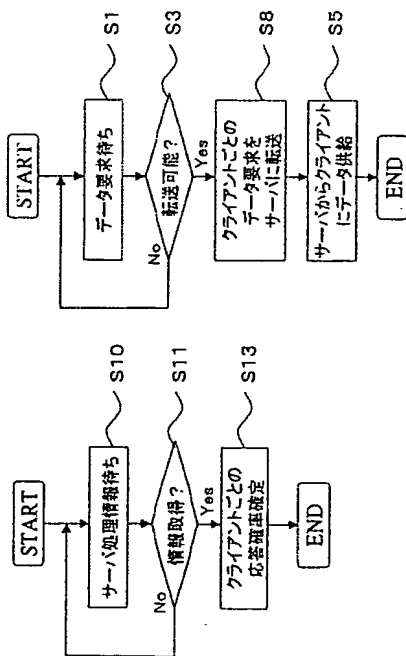 START
サーバ処理情報待ち
S10
情報取得?
S11
No
Yes
クライアントごとの
応答確率確定
S13
END
START
データ要求待ち
S1
転送可能?
S3
No
Yes
クライアントごとの
データ要求を
サーバに転送
S8
サーバからクライアント
にデータ供給
S5
END